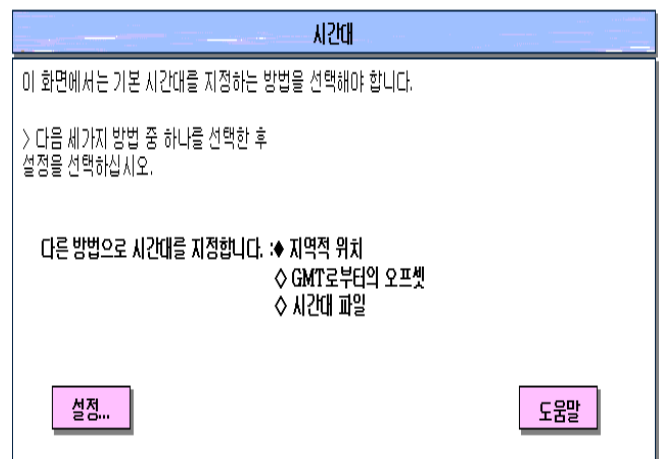 시간대
이 화면에서는 기본 시간대를 지정하는 방법을 선택해야 합니다.
> 다음 세가지 방법 중 하나를 선택한 후
설정을 선택하십시오.
다른 방법으로 시간대를 지정합니다. :◆ 지역적 위치
◇ GMT로부터의 오프셋
◇ 시간대 파일
설정...
도움말